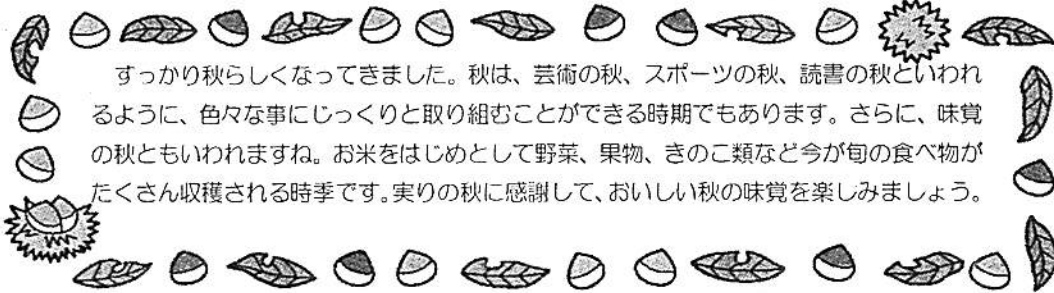 すっかり秋らしくなってきました。秋は、芸術の秋、スポーツの秋、読書の秋といわれ
るように、色々な事にじっくりと取り組むことができる時期でもあります。さらに、味覚
の秋ともいわれますね。お米をはじめとして野菜、果物、きのこ類など今が旬の食べ物が
たくさん収穫される時季です。実りの秋に感謝して、おいしい秋の味覚を楽しみましょう。